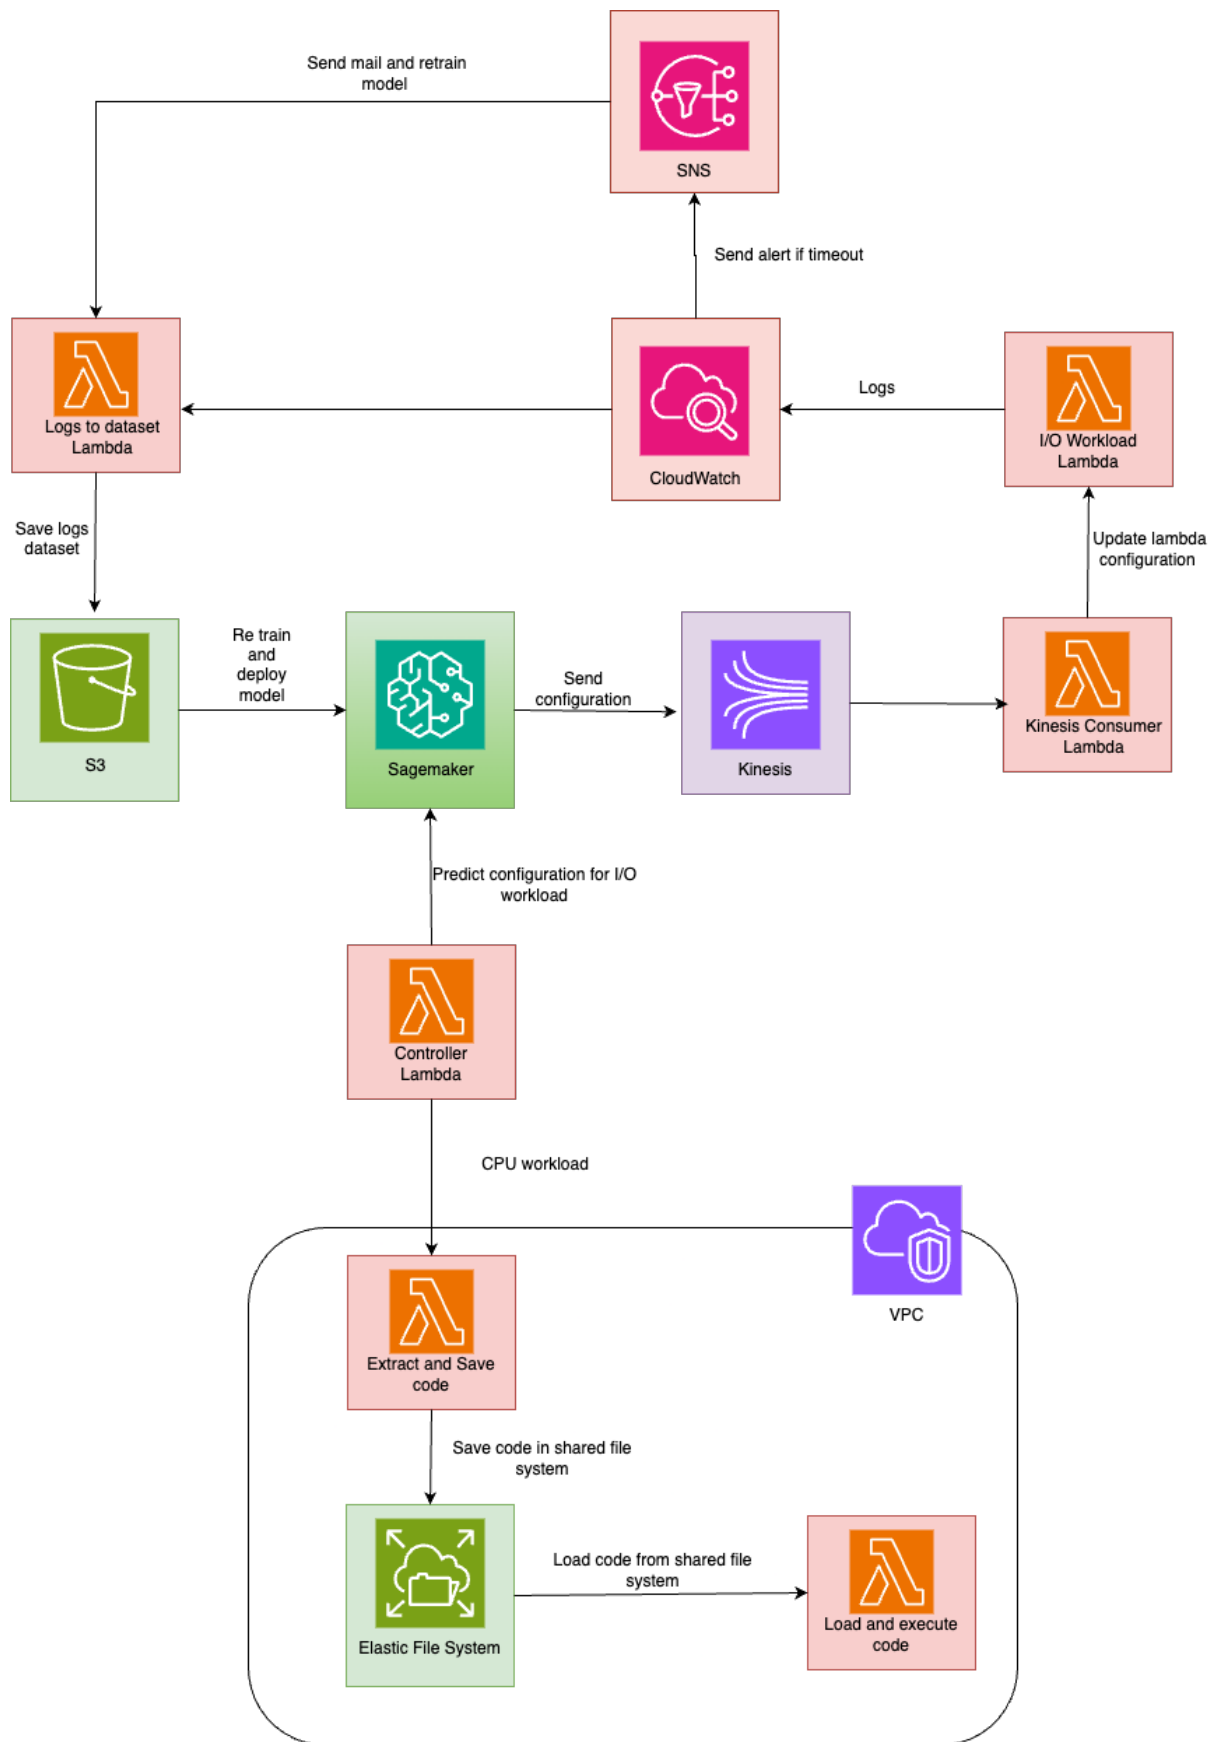 Send mail and retrain
model
SNS
Send alert if timeout
Logs to dataset
Lambda
CloudWatch
Logs
I/O Workload
Lambda
Save logs
dataset
Update lambda
configuration
S3
Re train
and
deploy
model
Sagemaker
Send
configuration
Kinesis
Kinesis Consumer
Lambda
Predict configuration for I/O
workload
Controller
Lambda
CPU workload
VPC
Extract and Save
code
Save code in shared file
system
Elastic File System
Load code from shared file
system
Load and execute
code